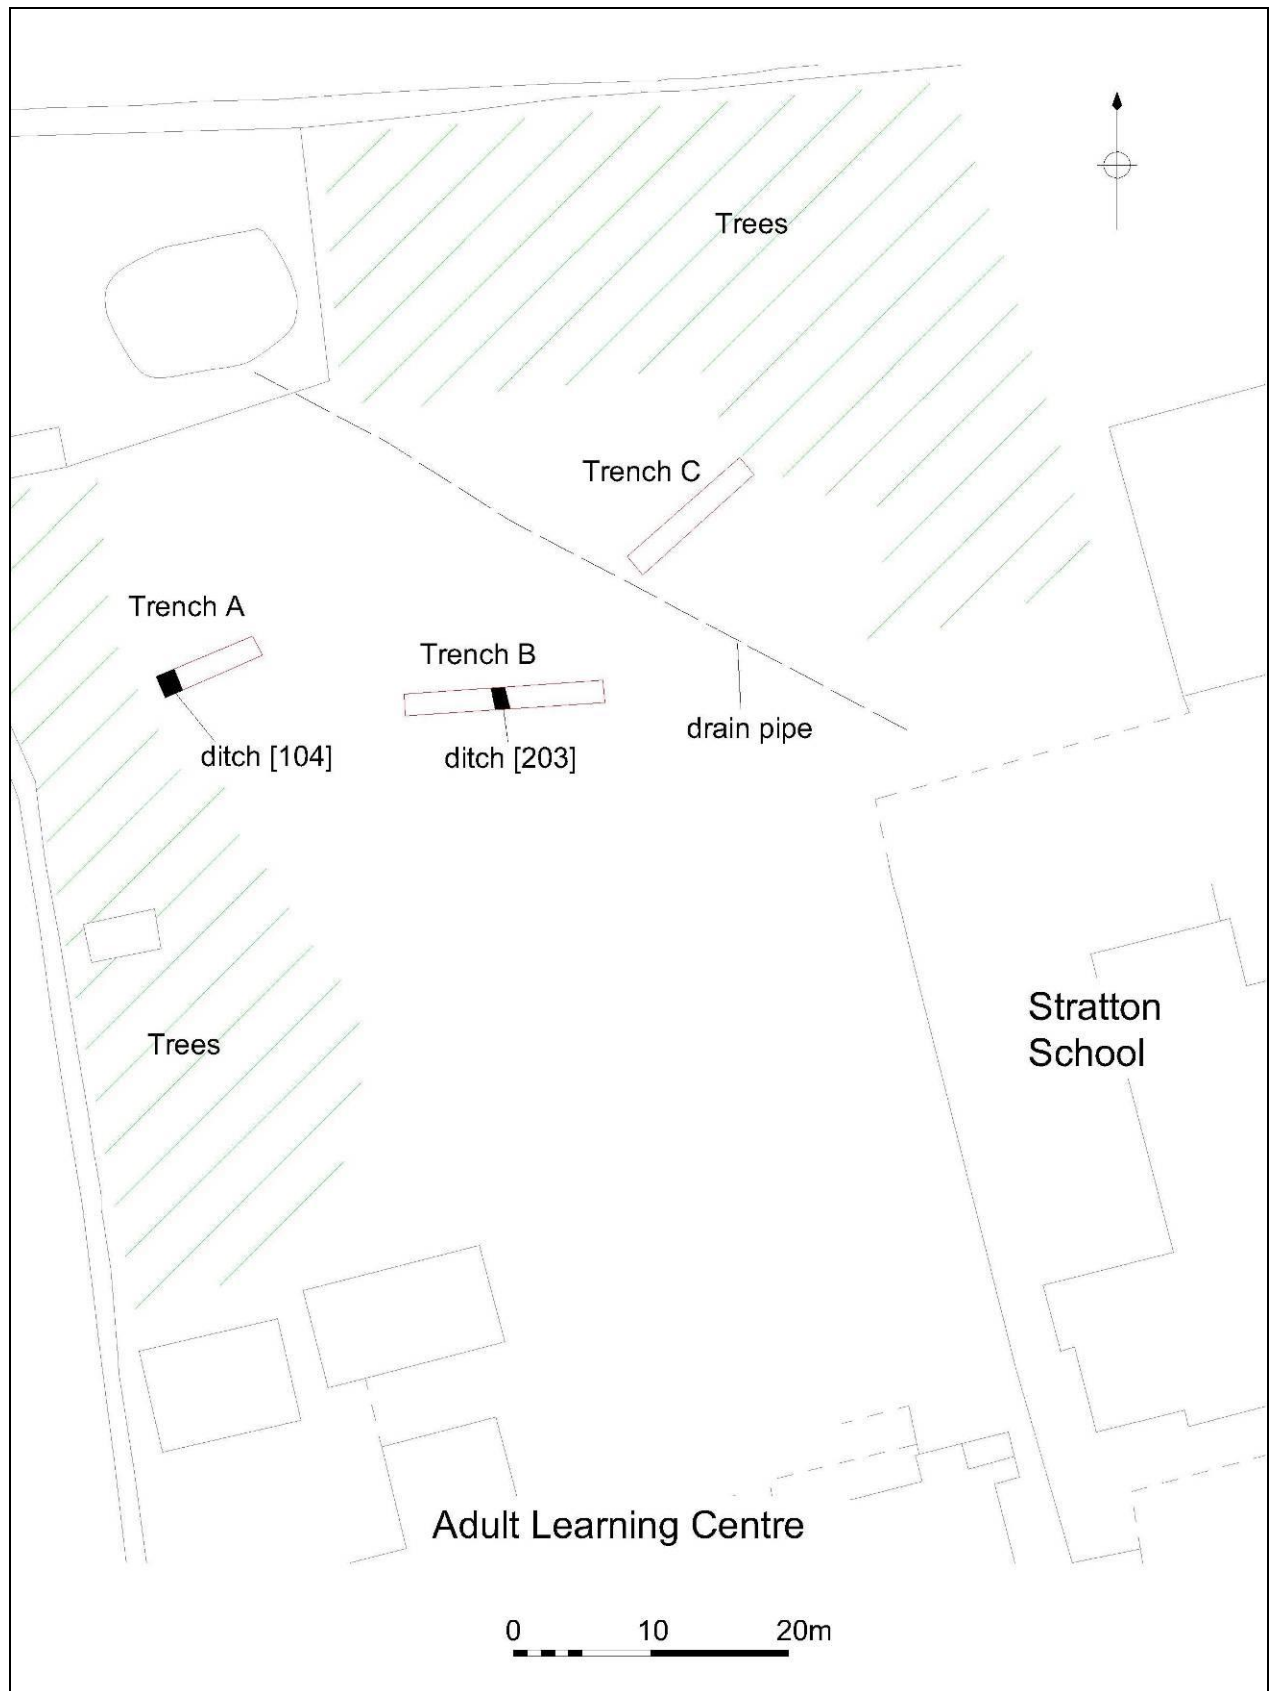 Trees
Trench C
Trench A
Trench B
drain pipe
ditch [104]
ditch [203]
Stratton
School
Trees
Adult Learning Centre
0 10 20m